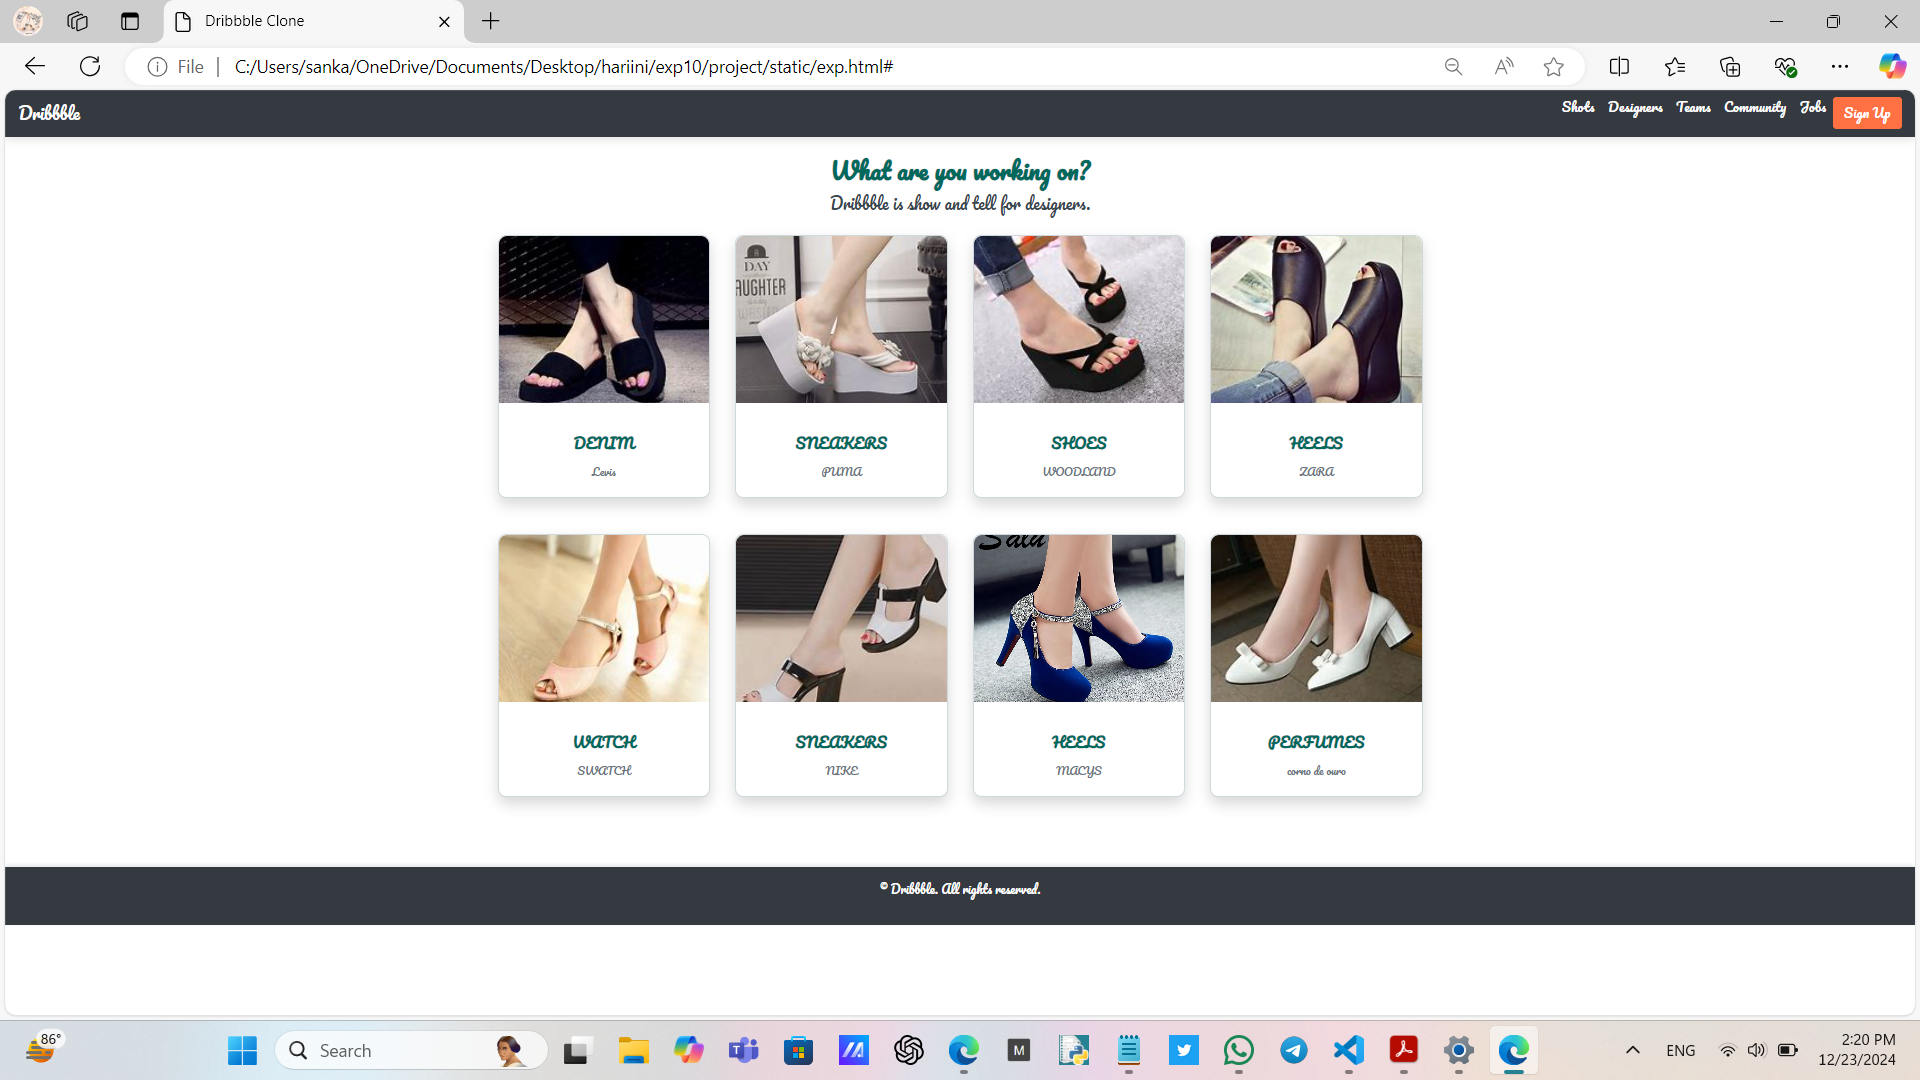 Dribbble Clone
File
C:/Users/sanka/OneDrive/Documents/Desktop/hariini/exp10/project/static/exp.html#
Dribbble
Shots Designers Teams Community Jobs Sign Up
What are you working on?
Dribbble is show and tell for designers.
DAY
AUGHTER
DENIM
Levis
SNEAKERS
PUMA
SHOES
WOODLAND
HEELS
ZARA
WATCH
SWATCH
SNEAKERS
NIKE
HEELS
MACYS
PERFUMES
corno de ouro
© Dribbble. All rights reserved.
86°
Search
M
ENG
2:20 PM
12/23/2024